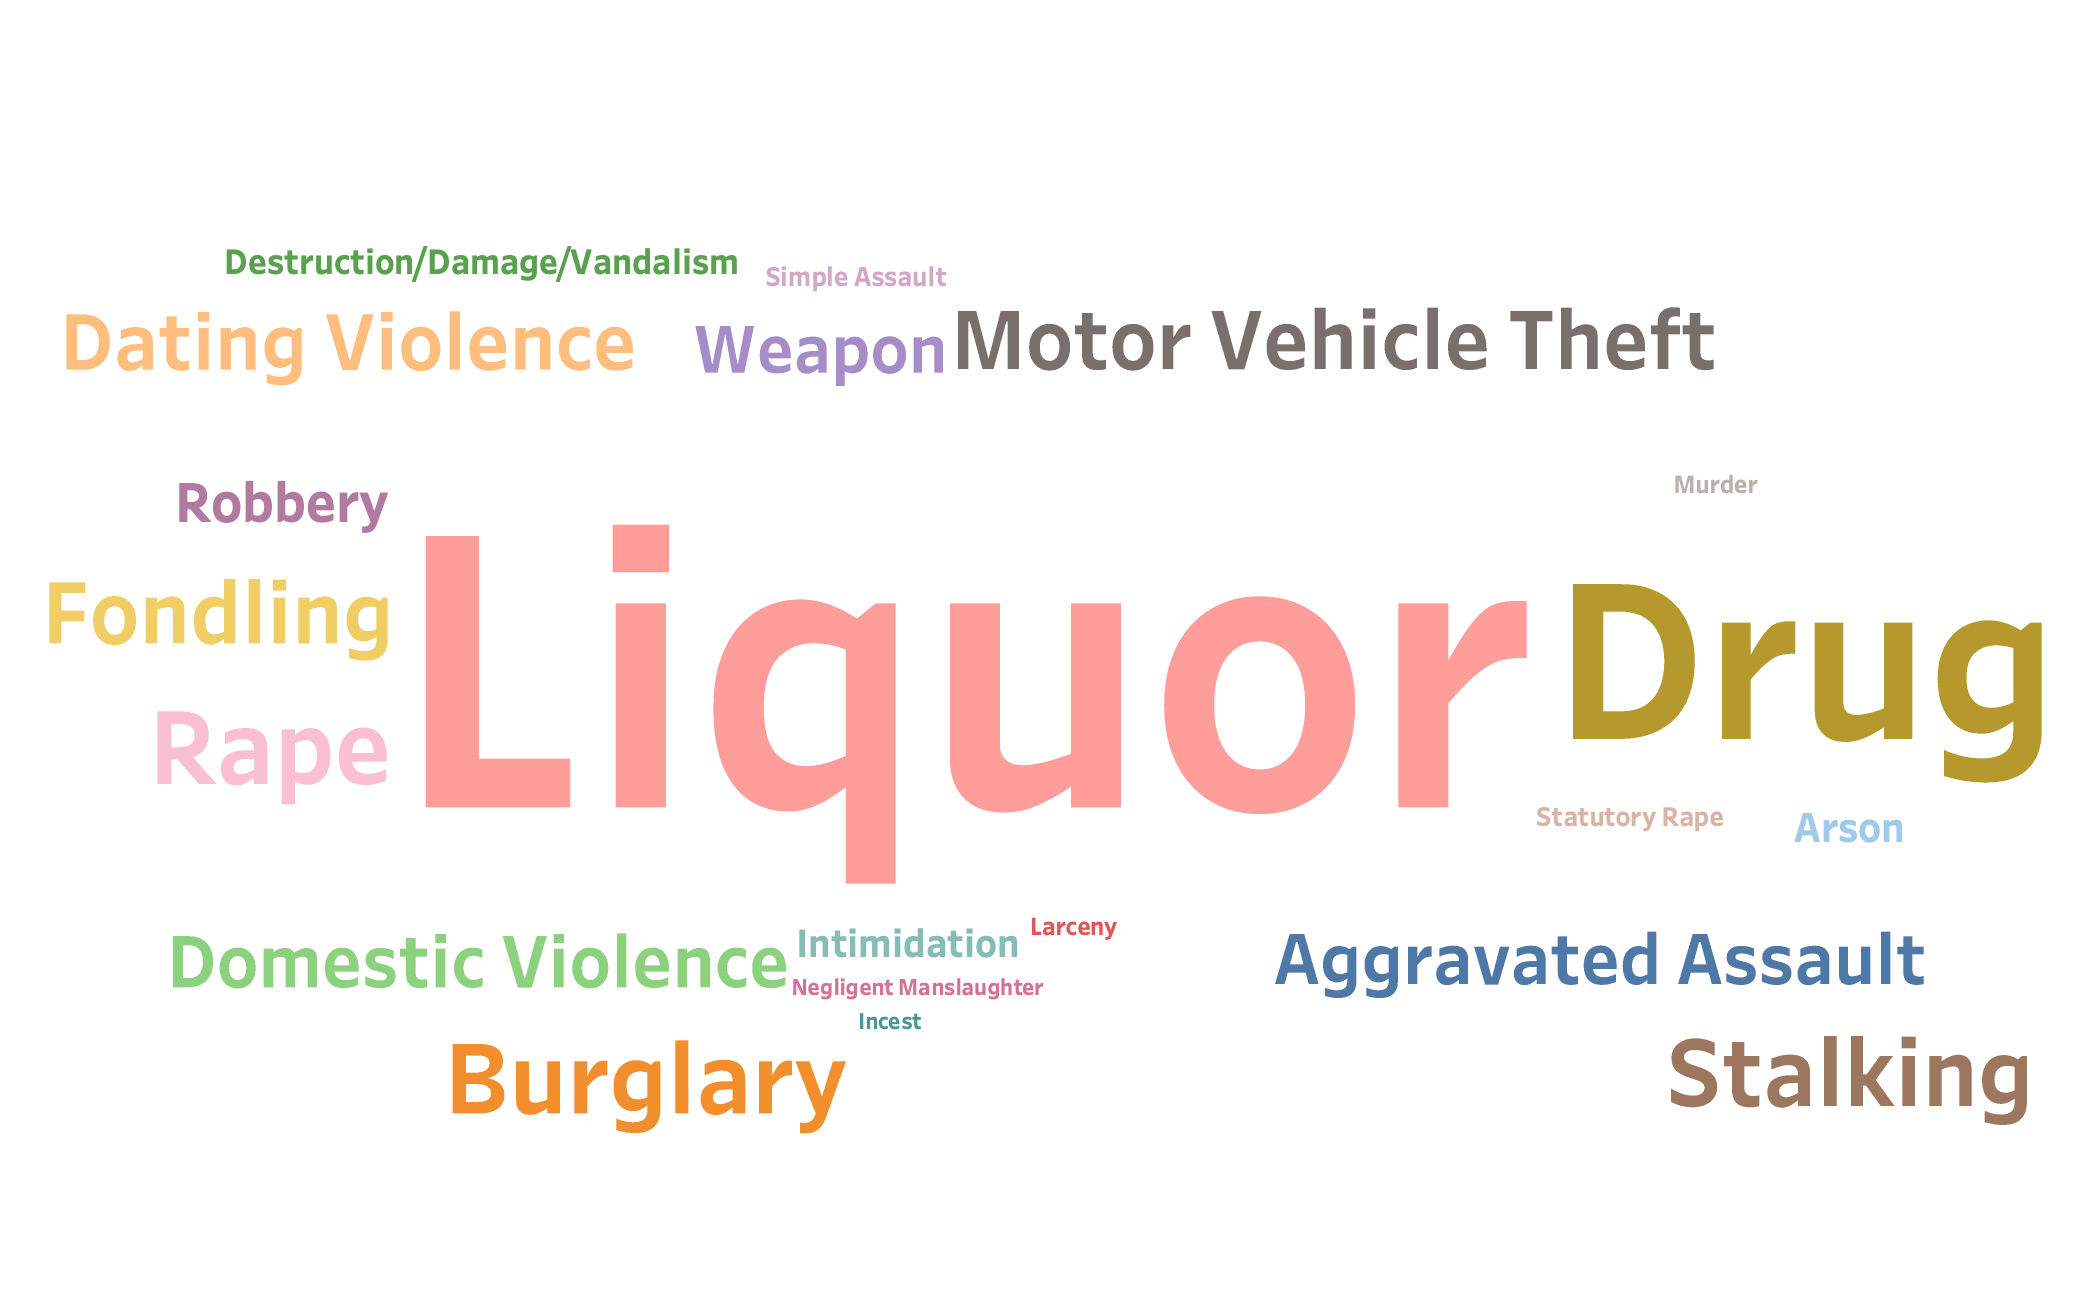 Destruction/Damage/Vandalism
Simple Assault
Dating Violence
Weapon
Motor Vehicle Theft
Robbery
Murder
Fondling
Liquor
Drug
Rape
Statutory Rape
Arson
Domestic Violence
Intimidation
Larceny
Aggravated Assault
Negligent Manslaughter
Incest
Burglary
Stalking